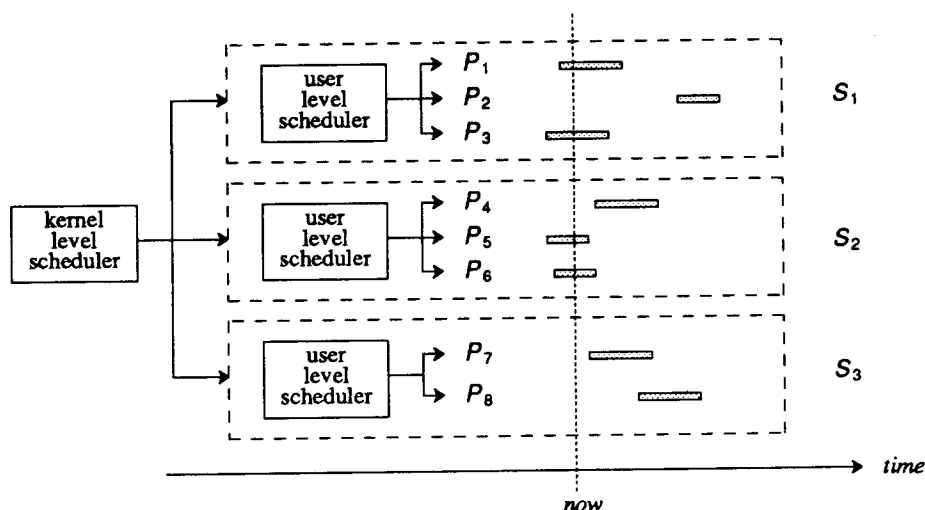 user
level
scheduler
P1
P2
P3
S1
kernel
level
scheduler
user
level
scheduler
P4
P5
P6
S2
user
level
scheduler
P7
P8
S3
time
now